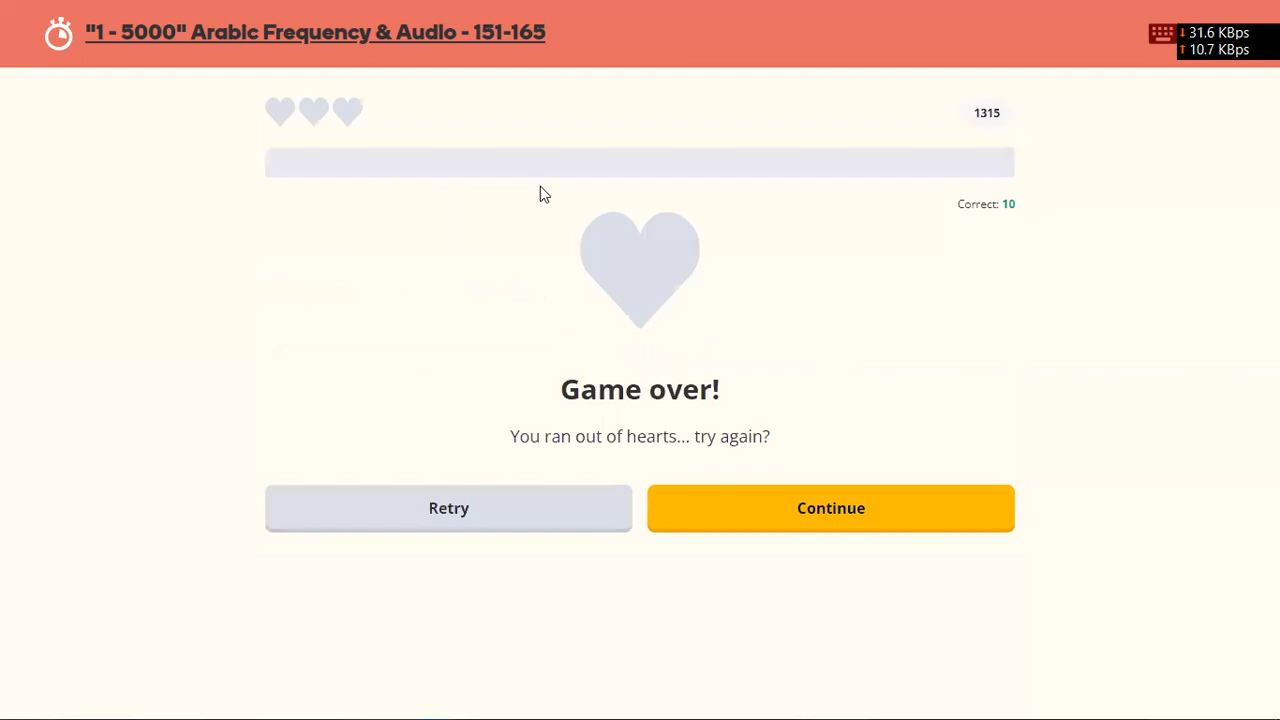 "1 - 5000" Arabic Frequency & Audio - 151-165
↓ 31.6 KBps
↑ 10.7 KBps
1315
Correct: 10
Game over!
You ran out of hearts... try again?
Retry
Continue